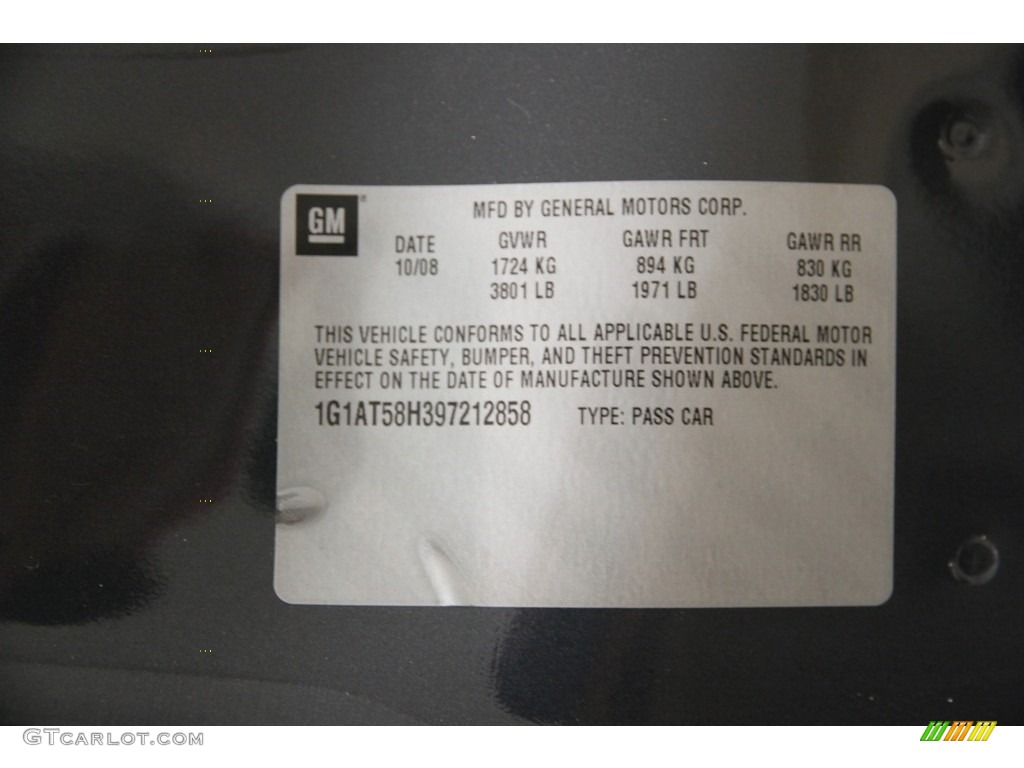 GM
MFD BY GENERAL MOTORS CORP.
DATE GVWR GAWR FRT GAWR RR
10/08 1724 KG 894 KG 830 KG
3801 LB 1971 LB 1830 LB
THIS VEHICLE CONFORMS TO ALL APPLICABLE U.S. FEDERAL MOTOR
VEHICLE SAFETY, BUMPER, AND THEFT PREVENTION STANDARDS IN
EFFECT ON THE DATE OF MANUFACTURE SHOWN ABOVE.
1G1AT58H397212858 TYPE: PASS CAR
GTCARLOT.COM